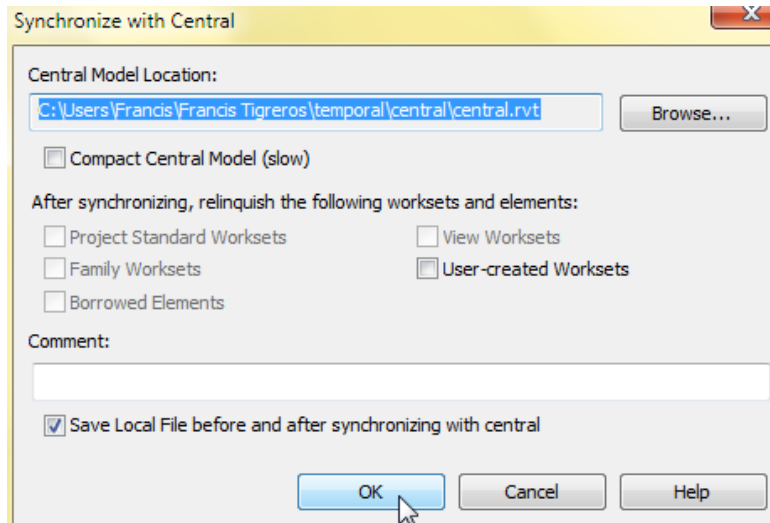 Synchronize with Central
Central Model Location:
C:\Users\Francis\Francis Tigreros\temporal\central\central.rvt
Browse...
Compact Central Model (slow)
After synchronizing, relinquish the following worksets and elements:
Project Standard Worksets
View Worksets
Family Worksets
User-created Worksets
Borrowed Elements
Comment:
Save Local File before and after synchronizing with central
OK
Cancel
Help